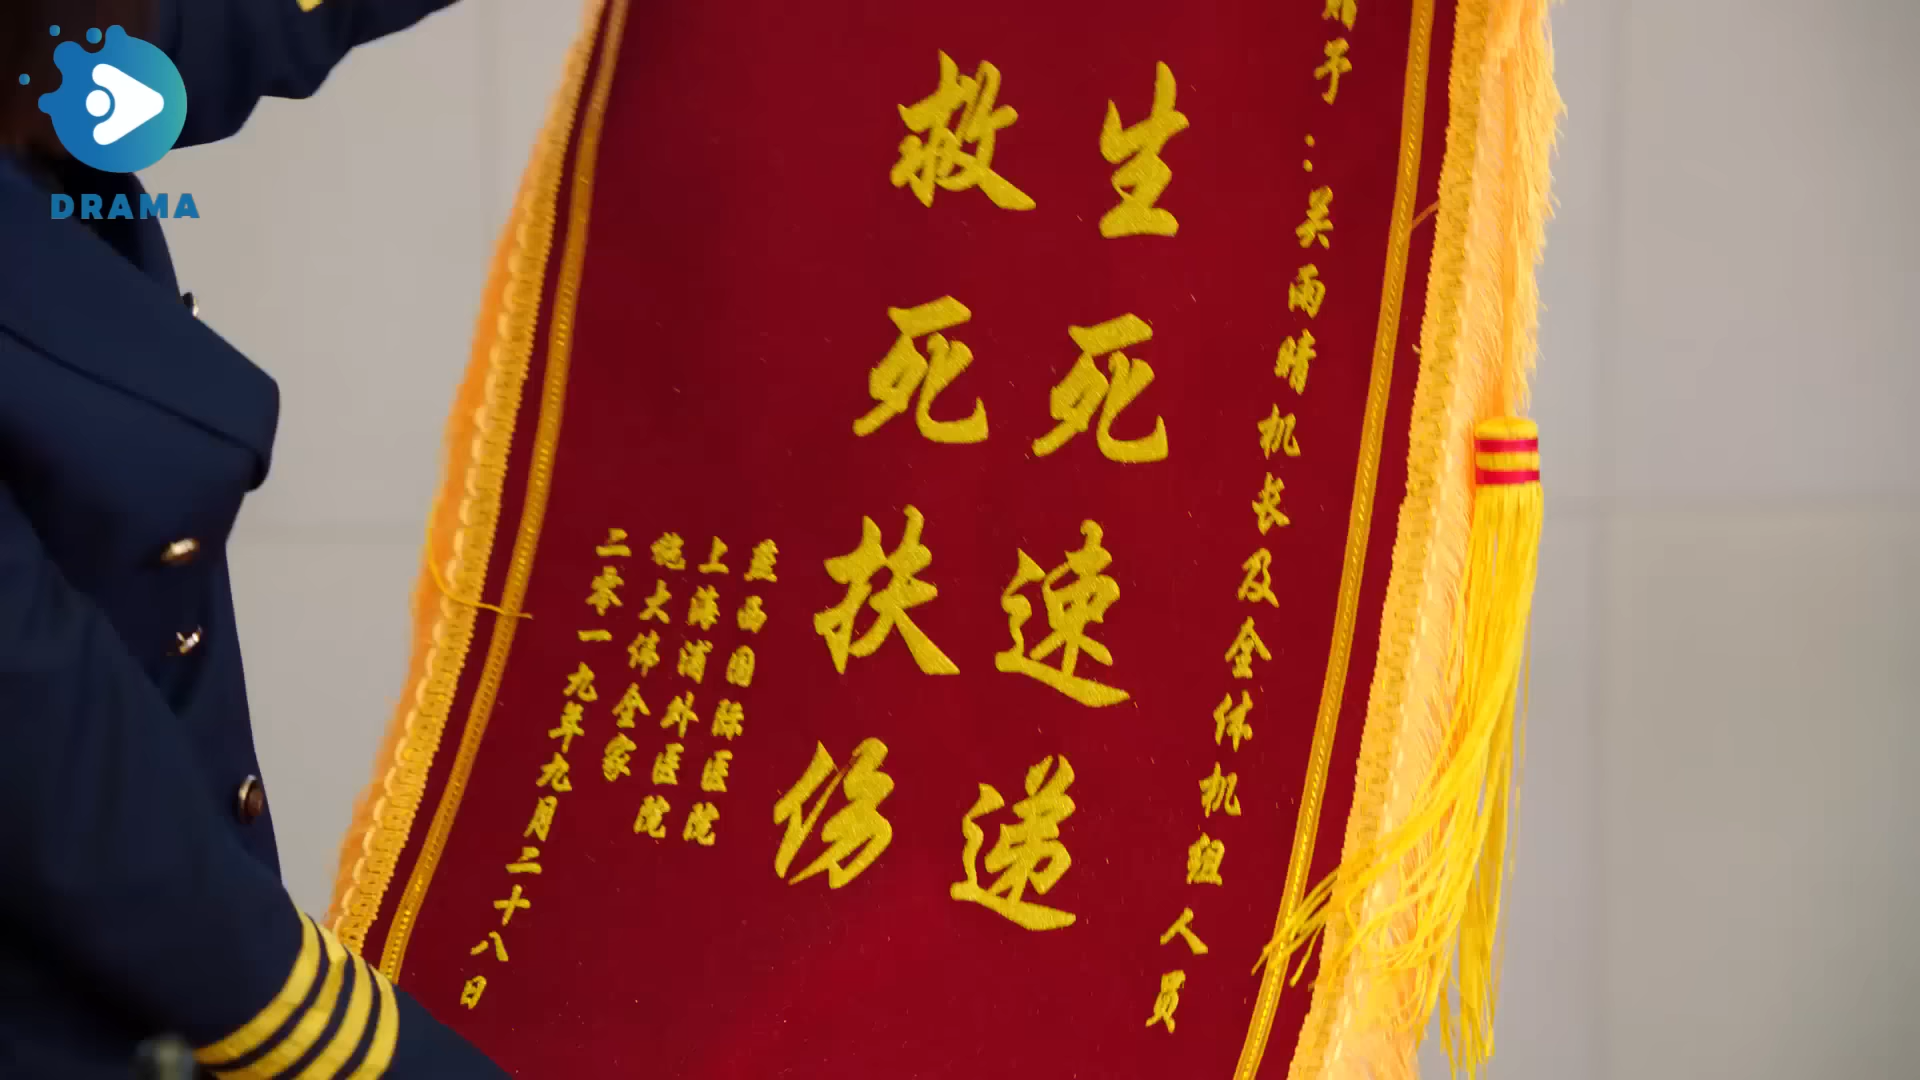 DRAMA
赠予:吴雨晴机长及全体机组人员
生死速递
救死扶伤
西国际医院
上海浦外医院
施大伟全家
二零一九年九月二十八日